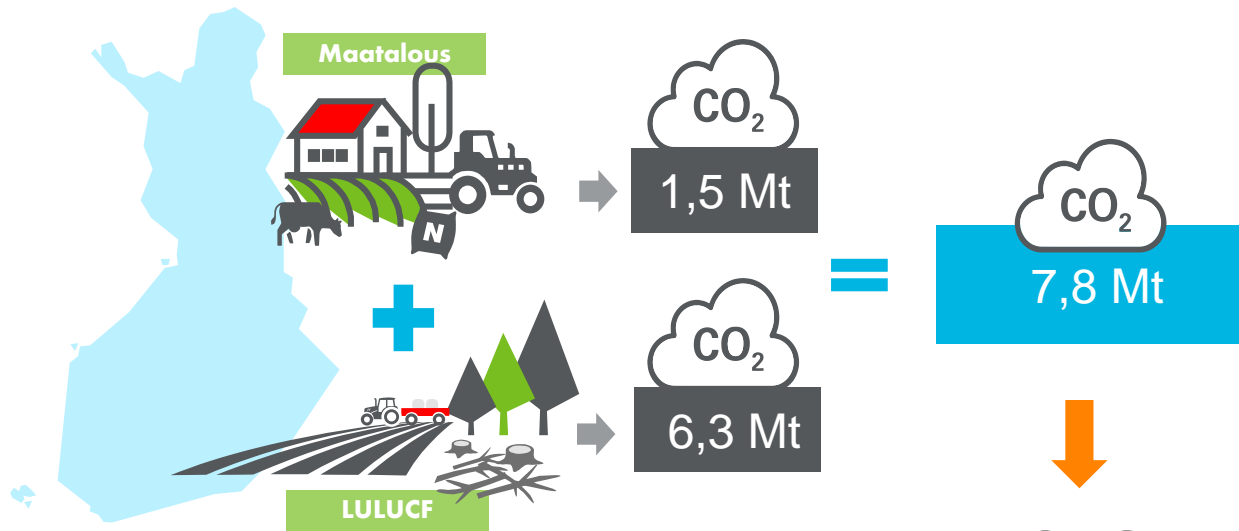 Maatalous
CO₂
1,5 Mt
N
CO₂
7,8 Mt
CO₂
6,3 Mt
LULUCF